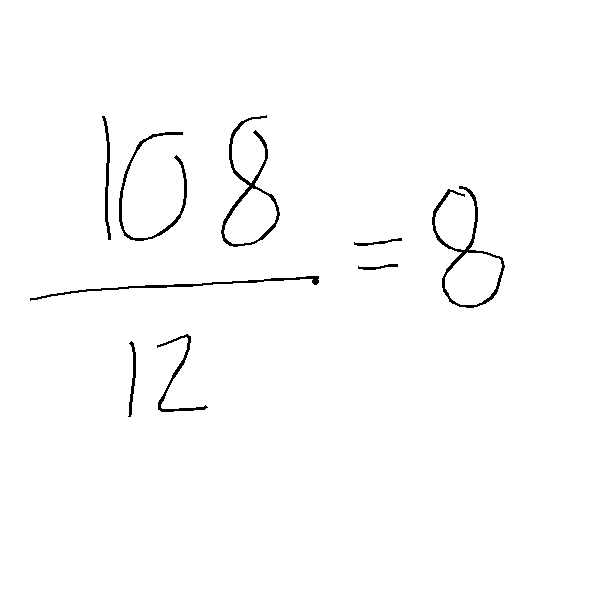 108
—— = 8
12